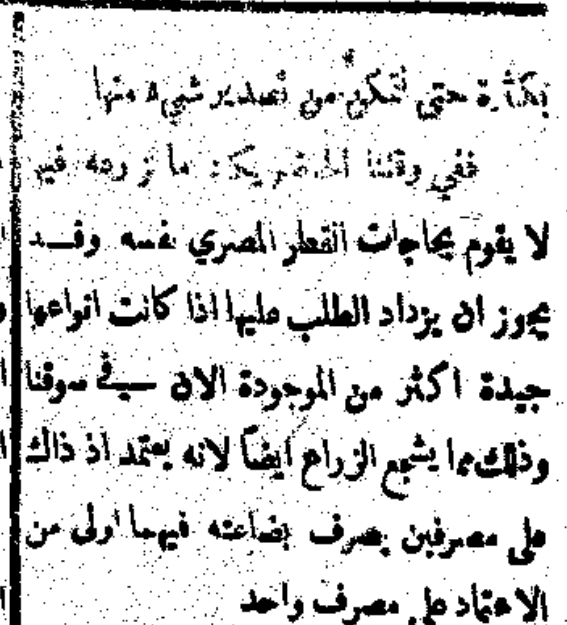 بكثرة حتى نتمكن من تصدير شيء منها
ففي وقتنا الحاضر يكاد ما نزرعه فيه
لا يقوم بحاجات القطر المصري نفسه وقد
يجوز ان يزداد الطلب عليها اذا كانت انواعها
جيدة اكثر من الموجودة الان في سوقنا
وذلك مما يشجع الزراع ايضاً لانه يعتمد اذ ذاك
على مصرفين يصرف بضاعته فيهما اولى من
الاعتماد على مصرف واحد